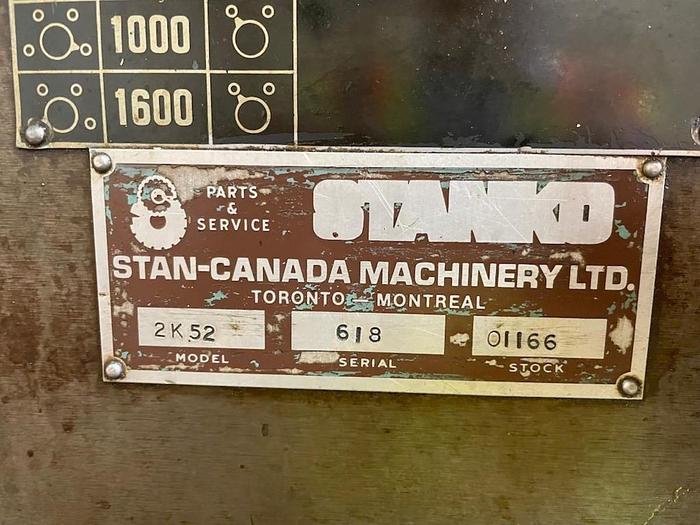 1000
1600
PARTS
&
SERVICE
STANKO
STAN-CANADA MACHINERY LTD.
TORONTO — MONTREAL
2K52 618 01166
MODEL SERIAL STOCK